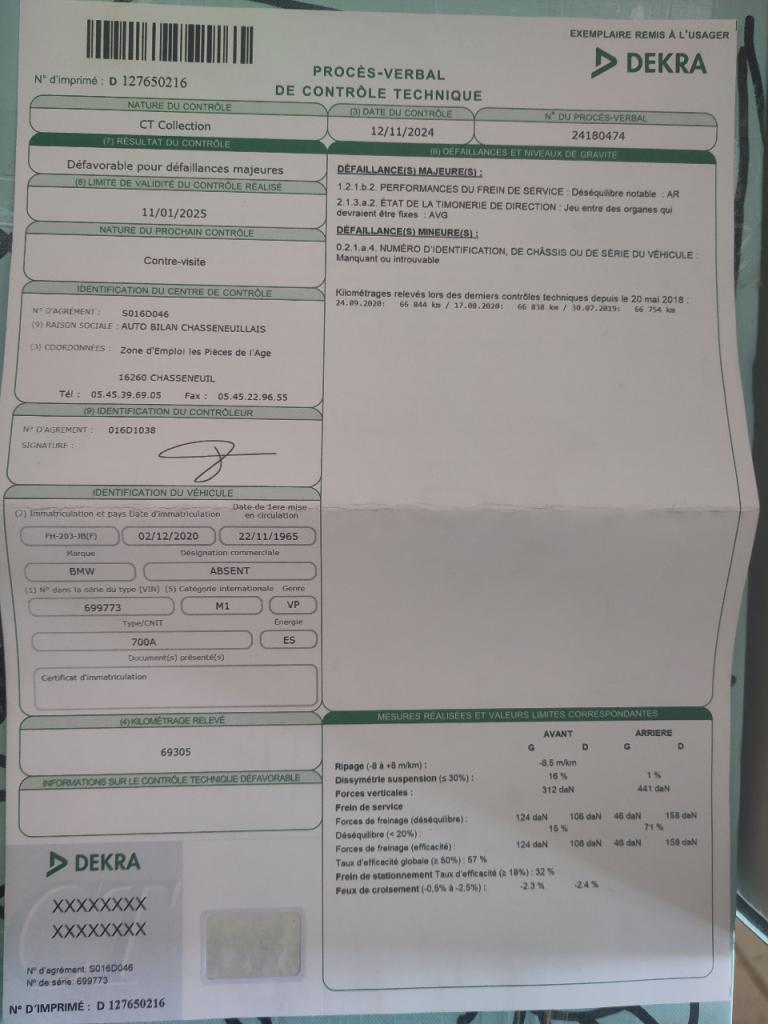 EXEMPLAIRE REMIS À L'USAGER
DEKRA
N° d'imprimé : D 127650216
PROCÈS-VERBAL
DE CONTRÔLE TECHNIQUE
NATURE DU CONTRÔLE
CT Collection
(3) DATE DU CONTRÔLE
12/11/2024
N° DU PROCÈS-VERBAL
24180474
(7) RÉSULTAT DU CONTRÔLE
Défavorable pour défaillances majeures
(8) LIMITE DE VALIDITÉ DU CONTRÔLE RÉALISÉ
11/01/2025
NATURE DU PROCHAIN CONTRÔLE
Contre-visite
IDENTIFICATION DU CENTRE DE CONTRÔLE
N° D'AGRÉMENT : S016D046
(9) RAISON SOCIALE : AUTO BILAN CHASSENEUILLAIS
(3) COORDONNÉES : Zone d'Emploi les Pièces de l'Age
16260 CHASSENEUIL
Tél : 05.45.39.69.05 Fax : 05.45.22.96.55
(9) IDENTIFICATION DU CONTRÔLEUR
N° D'AGREMENT : 016D1038
SIGNATURE :
(6) DÉFAILLANCES ET NIVEAUX DE GRAVITÉ
DÉFAILLANCE(S) MAJEURE(S) :
1.2.1.b.2. PERFORMANCES DU FREIN DE SERVICE : Déséquilibre notable : AR
2.1.3.a.2. ÉTAT DE LA TIMONERIE DE DIRECTION : Jeu entre des organes qui
devraient être fixes : AVG
DÉFAILLANCE(S) MINEURE(S) :
0.2.1.a.4. NUMÉRO D'IDENTIFICATION, DE CHÂSSIS OU DE SÉRIE DU VÉHICULE :
Manquant ou introuvable
Kilométrages relevés lors des derniers contrôles techniques depuis le 20 mai 2018 :
24.09.2020: 66 844 km / 17.08.2020: 66 838 km / 30.07.2019: 66 754 km
IDENTIFICATION DU VÉHICULE
(2) Immatriculation et pays Date d'immatriculation Date de 1ere mise
en circulation
FH-203-JB(F) 02/12/2020 22/11/1965
Marque Désignation commerciale
BMW ABSENT
(1) N° dans la série du type (VIN) (5) Catégorie internationale Genre
699773 M1 VP
Type/CNIT Énergie
700A ES
Document(s) présenté(s)
Certificat d'immatriculation
(4) KILOMÉTRAGE RELEVÉ
69305
INFORMATIONS SUR LE CONTRÔLE TECHNIQUE DÉFAVORABLE
MESURES RÉALISÉES ET VALEURS LIMITES CORRESPONDANTES
AVANT ARRIERE
G D G D
Ripage (-8 à +8 m/km) : -8.5 m/km
Dissymétrie suspension (≤ 30%) : 16 % 1 %
Forces verticales : 312 daN 441 daN
Frein de service
Forces de freinage (déséquilibre) : 124 daN 106 daN 46 daN 158 daN
Déséquilibre (< 20%) : 15 % 71 %
Forces de freinage (efficacité) : 124 daN 106 daN 46 daN 158 daN
Taux d'efficacité globale (≥ 50%) : 57 %
Frein de stationnement Taux d'efficacité (≥ 18%) : 32 %
Feux de croisement (-0,5% à -2,5%) : -2.3 % -2.4 %
DEKRA
XXXXXXXX
XXXXXXXX
N° d'agrément: S016D046
N° de série: 699773
N° D'IMPRIMÉ : D 127650216